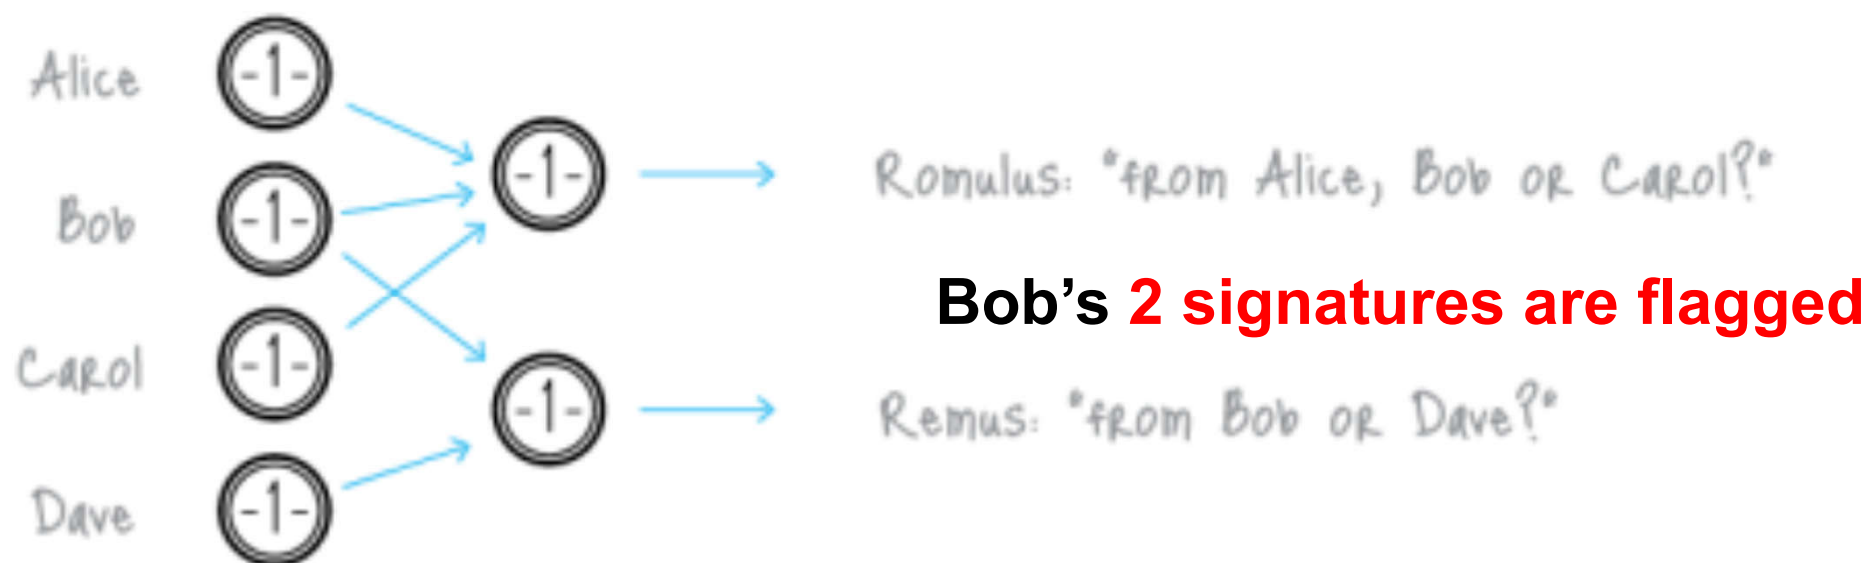 Alice
-1-
-1-
Romulus: "from Alice, Bob or Carol?"
Bob
-1-
Bob's 2 signatures are flagged
Carol
-1-
-1-
Remus: "from Bob or Dave?"
Dave
-1-